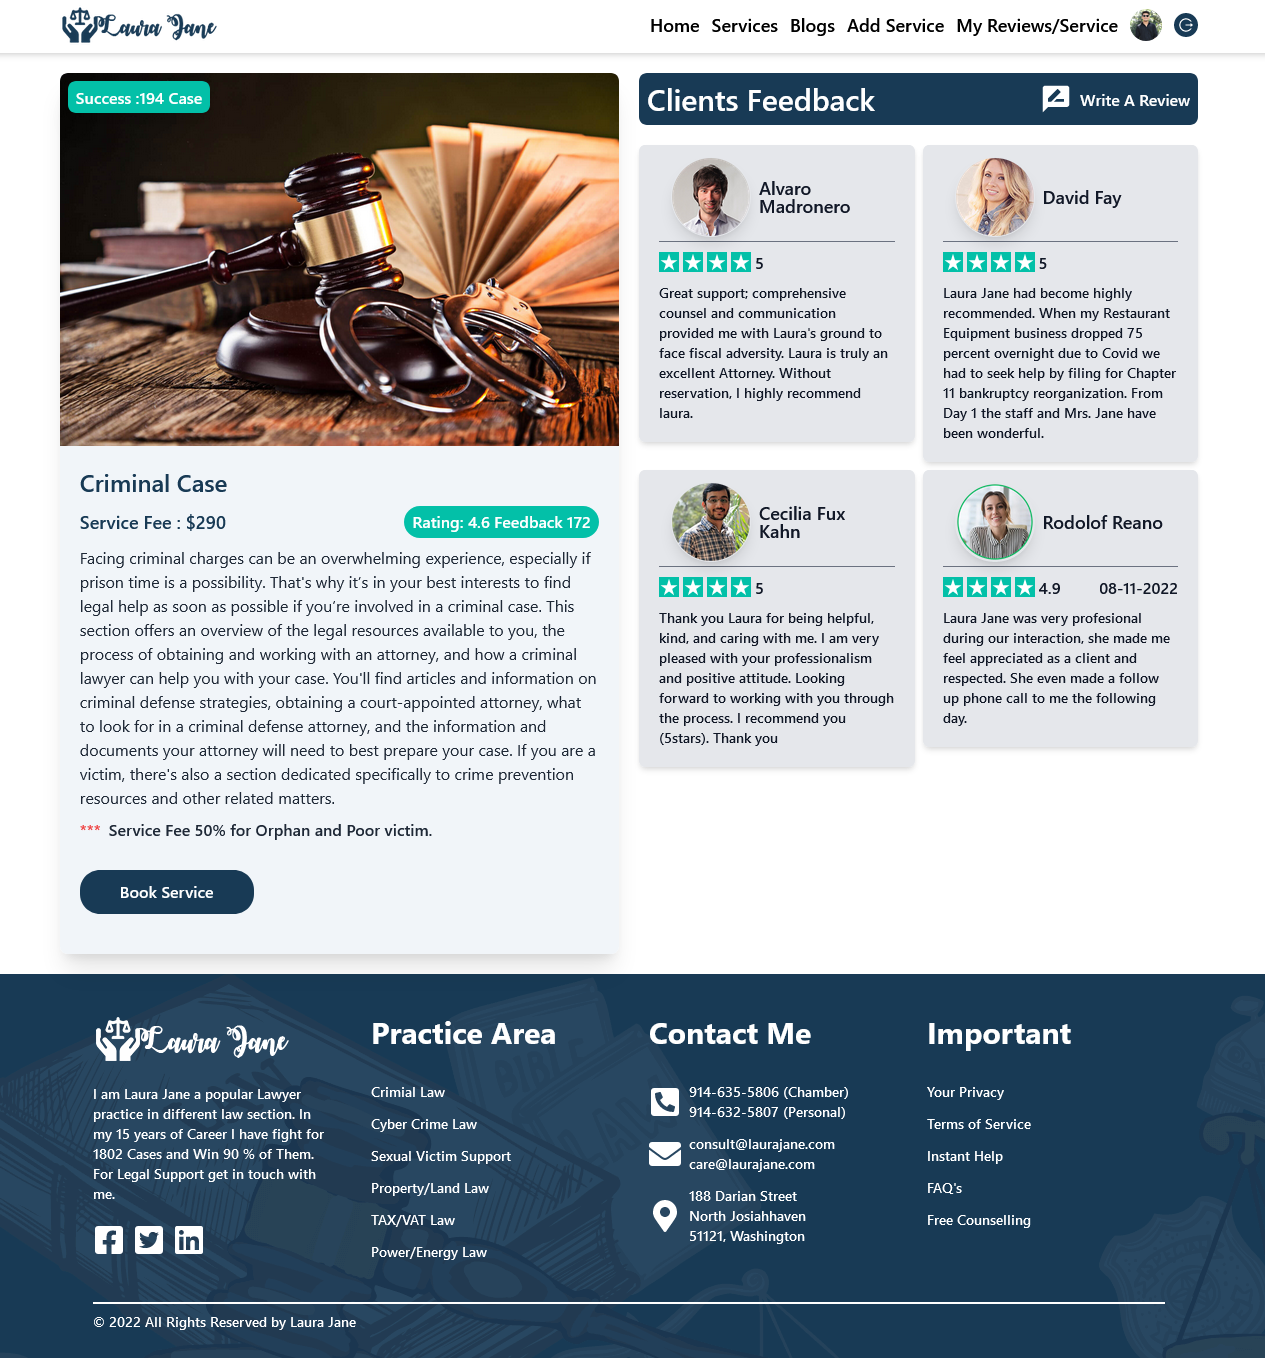 Laura Jane
Home Services Blogs Add Service My Reviews/Service
Success :194 Case
Criminal Case
Service Fee : $290
Rating: 4.6 Feedback 172
Facing criminal charges can be an overwhelming experience, especially if
prison time is a possibility. That's why it’s in your best interests to find
legal help as soon as possible if you’re involved in a criminal case. This
section offers an overview of the legal resources available to you, the
process of obtaining and working with an attorney, and how a criminal
lawyer can help you with your case. You'll find articles and information on
criminal defense strategies, obtaining a court-appointed attorney, what
to look for in a criminal defense attorney, and the information and
documents your attorney will need to best prepare your case. If you are a
victim, there's also a section dedicated specifically to crime prevention
resources and other related matters.
*** Service Fee 50% for Orphan and Poor victim.
Book Service
Clients Feedback
Write A Review
Alvaro
Madronero
5
Great support; comprehensive
counsel and communication
provided me with Laura's ground to
face fiscal adversity. Laura is truly an
excellent Attorney. Without
reservation, I highly recommend
laura.
David Fay
5
Laura Jane had become highly
recommended. When my Restaurant
Equipment business dropped 75
percent overnight due to Covid we
had to seek help by filing for Chapter
11 bankruptcy reorganization. From
Day 1 the staff and Mrs. Jane have
been wonderful.
Cecilia Fux
Kahn
5
Thank you Laura for being helpful,
kind, and caring with me. I am very
pleased with your professionalism
and positive attitude. Looking
forward to working with you through
the process. I recommend you
(5stars). Thank you
Rodolof Reano
4.9 08-11-2022
Laura Jane was very profesional
during our interaction, she made me
feel appreciated as a client and
respected. She even made a follow
up phone call to me the following
day.
Laura Jane
I am Laura Jane a popular Lawyer
practice in different law section. In
my 15 years of Career I have fight for
1802 Cases and Win 90 % of Them.
For Legal Support get in touch with
me.
Practice Area
Crimial Law
Cyber Crime Law
Sexual Victim Support
Property/Land Law
TAX/VAT Law
Power/Energy Law
Contact Me
914-635-5806 (Chamber)
914-632-5807 (Personal)
consult@laurajane.com
care@laurajane.com
188 Darian Street
North Josiahhaven
51121, Washington
Important
Your Privacy
Terms of Service
Instant Help
FAQ's
Free Counselling
© 2022 All Rights Reserved by Laura Jane